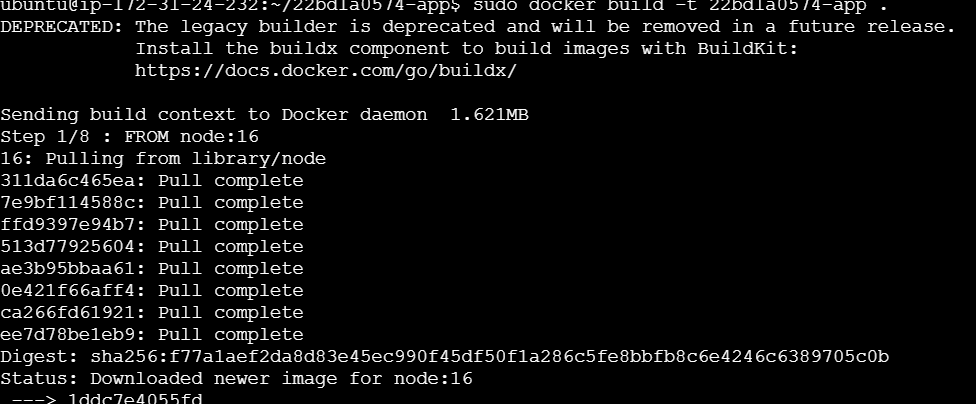 ubuntu@ip-172-31-24-232:~/22bd1a0574-app$ sudo docker build -t 22bd1a0574-app .
DEPRECATED: The legacy builder is deprecated and will be removed in a future release.
            Install the buildx component to build images with BuildKit:
            https://docs.docker.com/go/buildx/

Sending build context to Docker daemon  1.621MB
Step 1/8 : FROM node:16
16: Pulling from library/node
311da6c465ea: Pull complete
7e9bf114588c: Pull complete
ffd9397e94b7: Pull complete
513d77925604: Pull complete
ae3b95bbaa61: Pull complete
0e421f66aff4: Pull complete
ca266fd61921: Pull complete
ee7d78be1eb9: Pull complete
Digest: sha256:f77a1aef2da8d83e45ec990f45df50f1a286c5fe8bbfb8c6e4246c6389705c0b
Status: Downloaded newer image for node:16
 ---> 1ddc7e4055fd